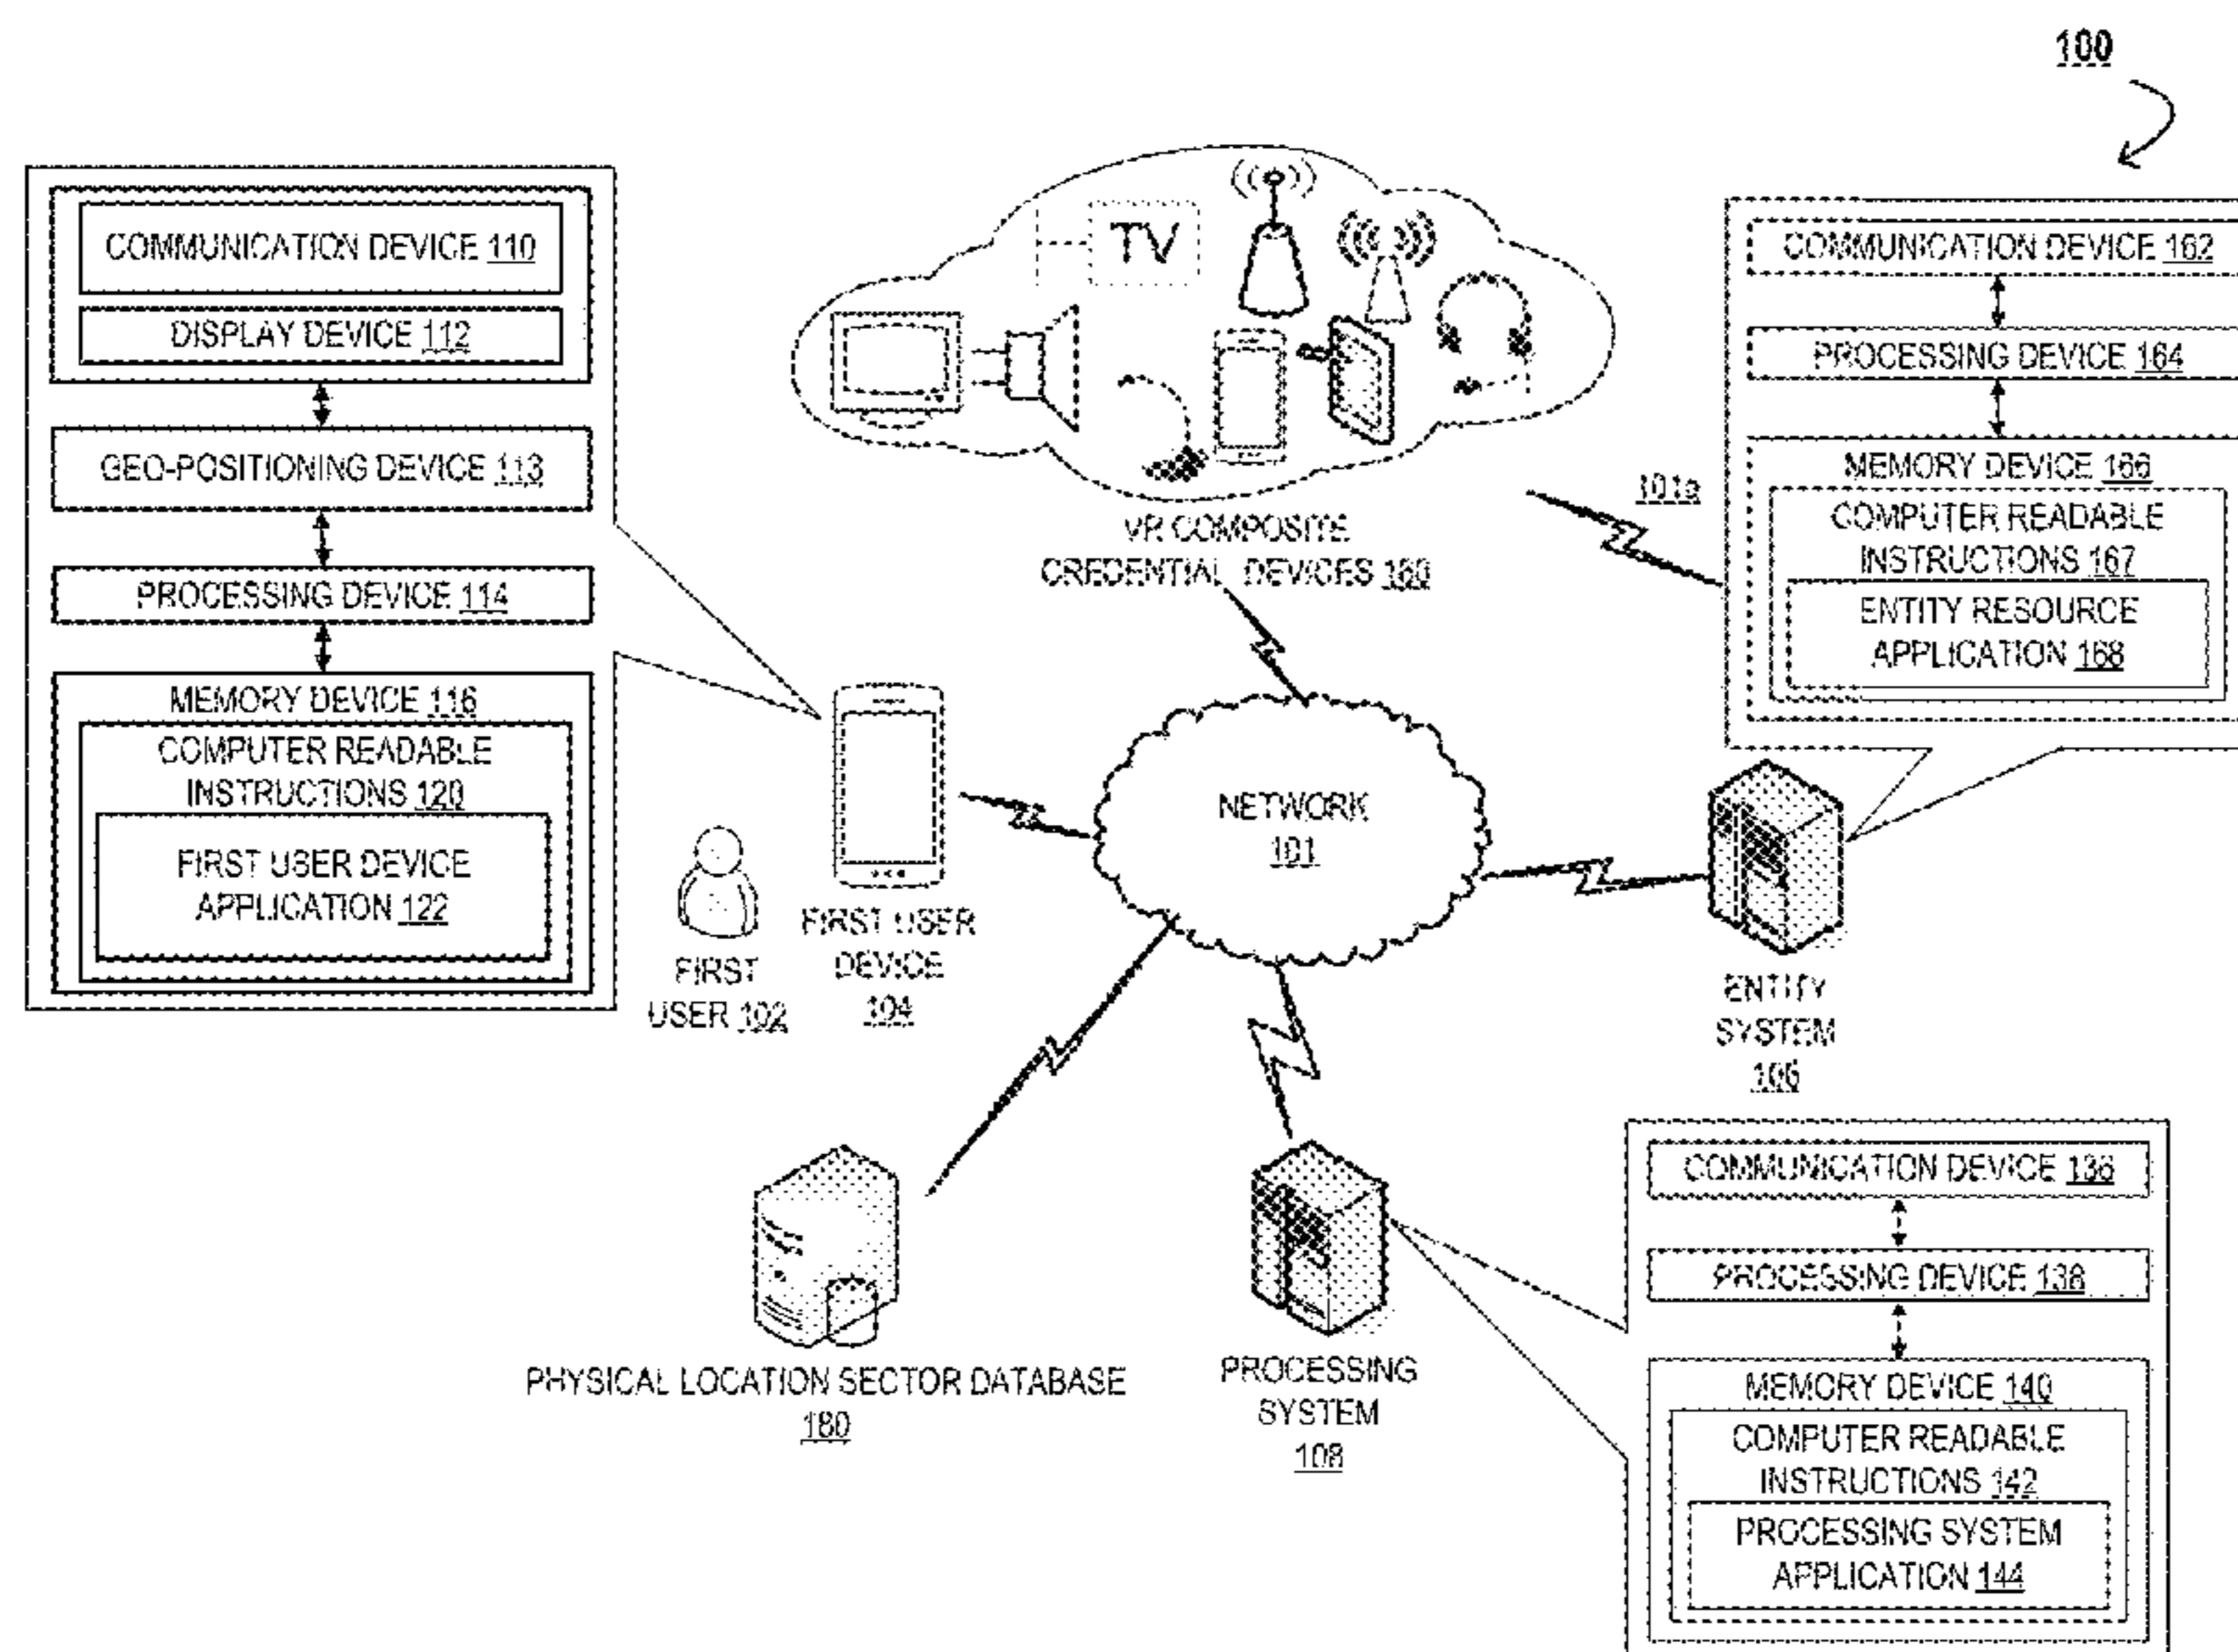 100
COMMUNICATION DEVICE 110
DISPLAY DEVICE 112
GEO-POSITIONING DEVICE 113
PROCESSING DEVICE 114
MEMORY DEVICE 116
COMPUTER READABLE
INSTRUCTIONS 120
FIRST USER DEVICE
APPLICATION 122
FIRST
USER 102
FIRST USER
DEVICE
104
TV
VR COMPOSITE
CREDENTIAL DEVICES 160
101a
NETWORK
101
COMMUNICATION DEVICE 162
PROCESSING DEVICE 164
MEMORY DEVICE 166
COMPUTER READABLE
INSTRUCTIONS 167
ENTITY RESOURCE
APPLICATION 168
ENTITY
SYSTEM
106
PHYSICAL LOCATION SECTOR DATABASE
180
PROCESSING
SYSTEM
108
COMMUNICATION DEVICE 136
PROCESSING DEVICE 138
MEMORY DEVICE 140
COMPUTER READABLE
INSTRUCTIONS 142
PROCESSING SYSTEM
APPLICATION 144